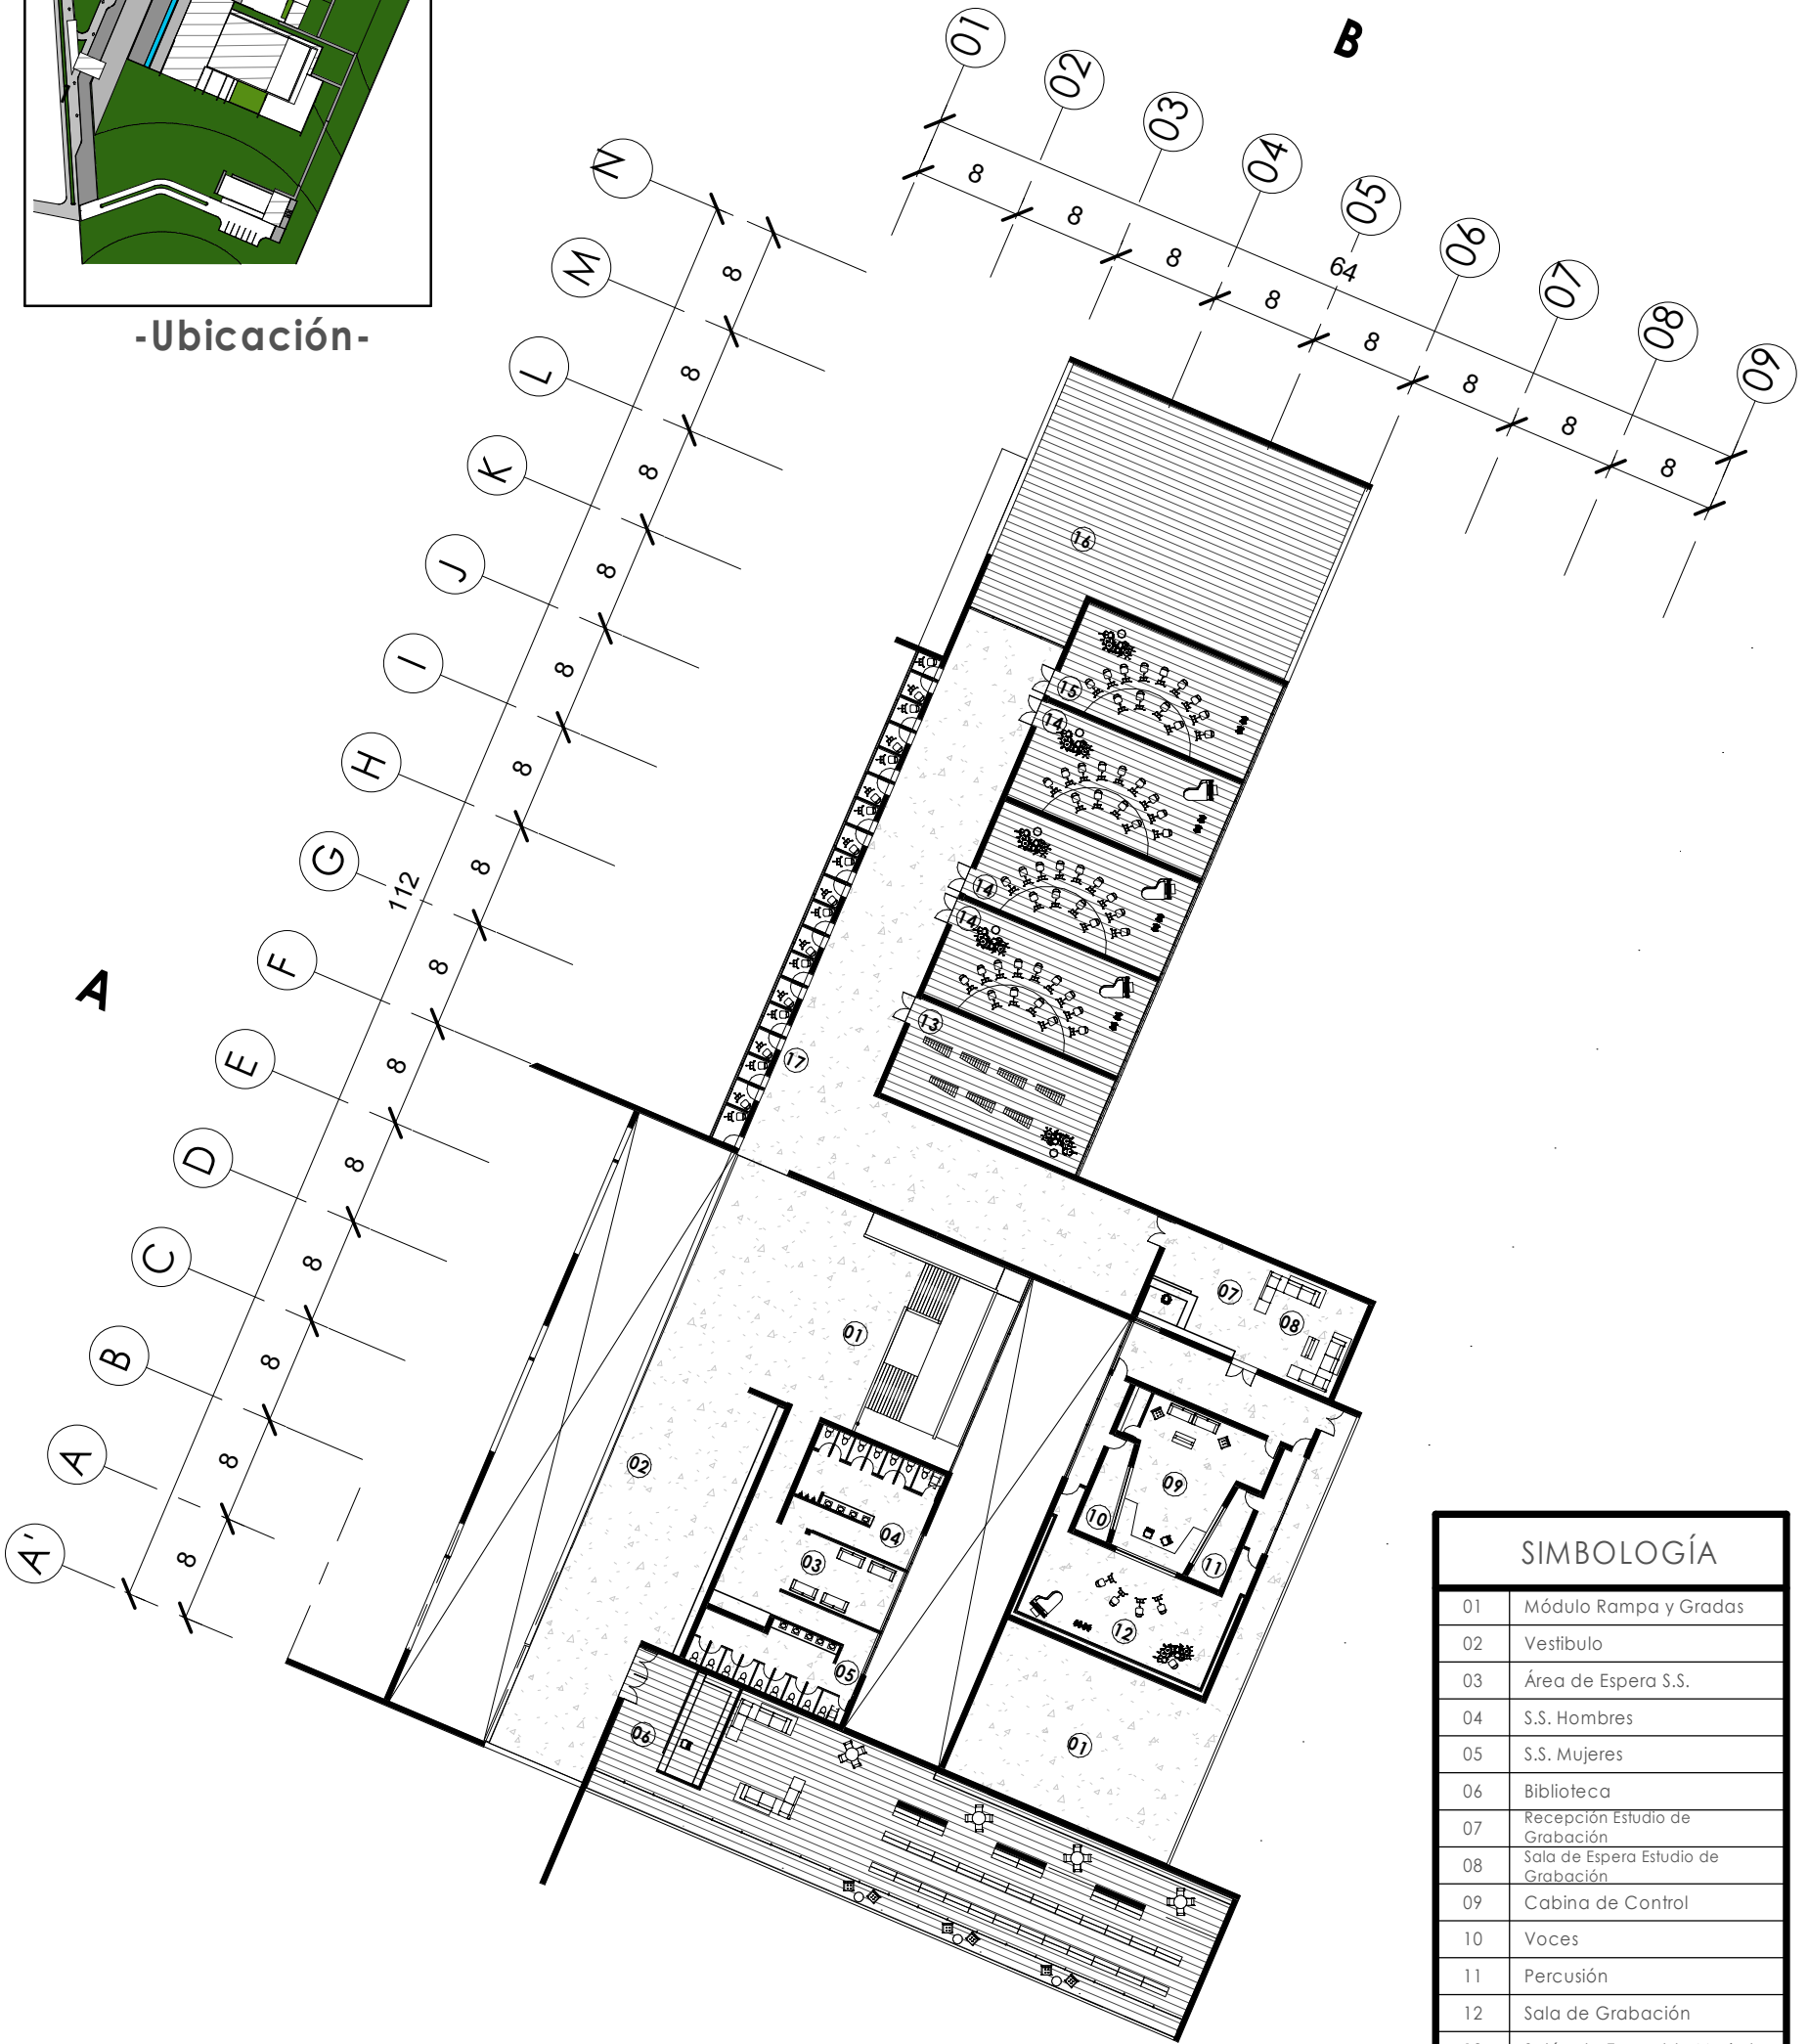 -Ubicación-
B
01
02
03
04
05
06
07
08
09
8
8
8
8
8
8
8
8
64
N
M
L
K
J
I
H
G
F
E
D
C
B
A
A'
8
8
8
8
8
8
8
8
8
8
8
8
8
8
112
A
16
15
14
14
14
13
17
07
08
01
02
09
10
04
11
03
12
05
06
01
SIMBOLOGÍA
01 Módulo Rampa y Gradas
02 Vestibulo
03 Área de Espera S.S.
04 S.S. Hombres
05 S.S. Mujeres
06 Biblioteca
07 Recepción Estudio de
Grabación
08 Sala de Espera Estudio de
Grabación
09 Cabina de Control
10 Voces
11 Percusión
12 Sala de Grabación